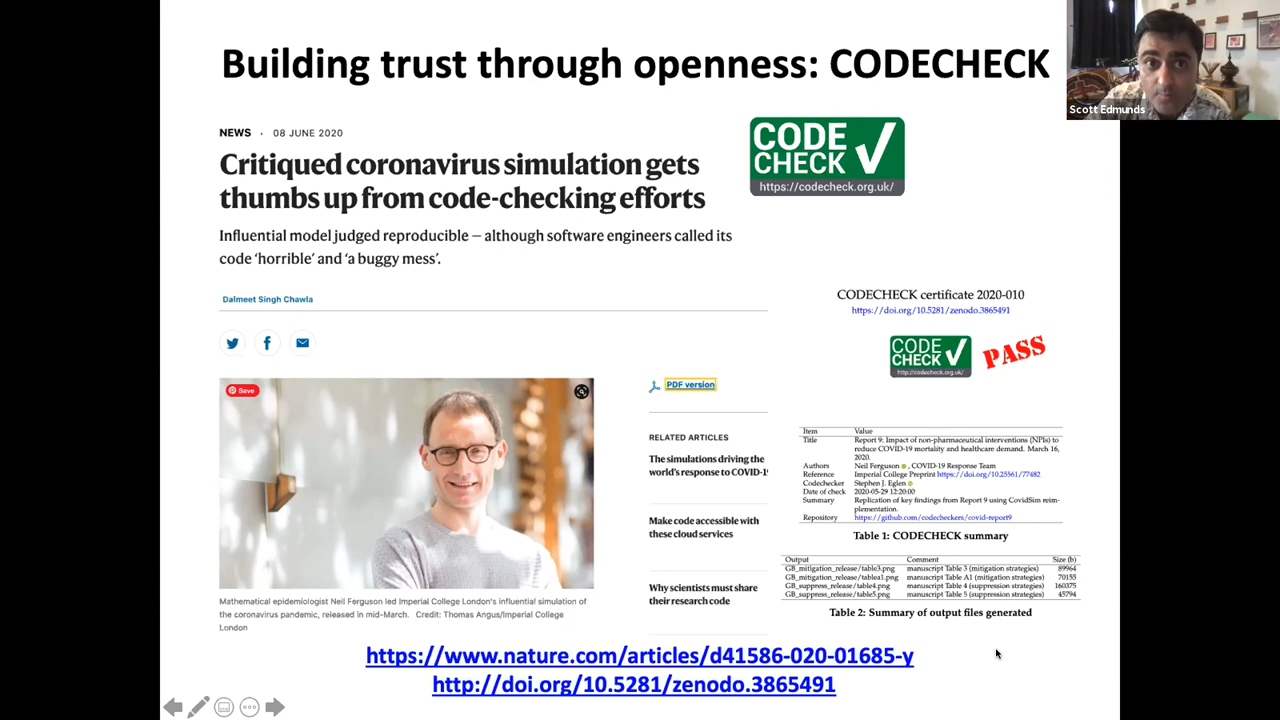 Building trust through openness: CODECHECK
Scott Edmunds
NEWS · 08 JUNE 2020
Critiqued coronavirus simulation gets
thumbs up from code-checking efforts
Influential model judged reproducible — although software engineers called its
code ‘horrible’ and ‘a buggy mess’.
Dalmeet Singh Chawla
CODE
CHECK
https://codecheck.org.uk/
Save
Mathematical epidemiologist Neil Ferguson led Imperial College London's influential simulation of
the coronavirus pandemic, released in mid-March. Credit: Thomas Angus/Imperial College
London
PDF version
RELATED ARTICLES
The simulations driving the
world's response to COVID-19
Make code accessible with
these cloud services
Why scientists must share
their research code
CODECHECK certificate 2020-010
https://doi.org/10.5281/zenodo.3865491
CODE
CHECK
http://codecheck.org.uk/
PASS
Item Value
Title Report 9: Impact of non-pharmaceutical interventions (NPIs) to
reduce COVID-19 mortality and healthcare demand. March 16,
2020.
Authors Neil Ferguson, COVID-19 Response Team
Reference Imperial College Preprint https://doi.org/10.25561/77482
Codechecker Stephen J. Eglen
Date of check 2020-05-29 12:20:00
Summary Replication of key findings from Report 9 using CovidSim reim-
plementation.
Repository https://github.com/codecheckers/covid-report9
Table 1: CODECHECK summary
Output Comment Size (b)
GB_mitigation_release/table3.png manuscript Table 3 (mitigation strategies) 89964
GB_mitigation_release/table1.png manuscript Table A1 (mitigation strategies) 70155
GB_suppress_release/table4.png manuscript Table 4 (suppression strategies) 160375
GB_suppress_release/table5.png manuscript Table 5 (suppression strategies) 45794
Table 2: Summary of output files generated
https://www.nature.com/articles/d41586-020-01685-y
http://doi.org/10.5281/zenodo.3865491